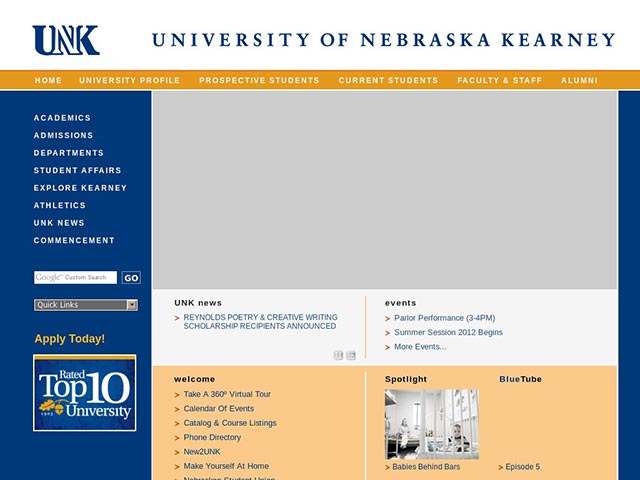 UNK
UNIVERSITY OF NEBRASKA KEARNEY
HOME UNIVERSITY PROFILE PROSPECTIVE STUDENTS CURRENT STUDENTS FACULTY & STAFF ALUMNI
ACADEMICS
ADMISSIONS
DEPARTMENTS
STUDENT AFFAIRS
EXPLORE KEARNEY
ATHLETICS
UNK NEWS
COMMENCEMENT
Google™ Custom Search GO
Quick Links
Apply Today!
Rated
Top10
University
UNK news
REYNOLDS POETRY & CREATIVE WRITING
SCHOLARSHIP RECIPIENTS ANNOUNCED
events
Parlor Performance (3-4PM)
Summer Session 2012 Begins
More Events...
welcome
Take A 360º Virtual Tour
Calendar Of Events
Catalog & Course Listings
Phone Directory
New2UNK
Make Yourself At Home
Nebraskan Student Union
Spotlight
Babies Behind Bars
BlueTube
Episode 5